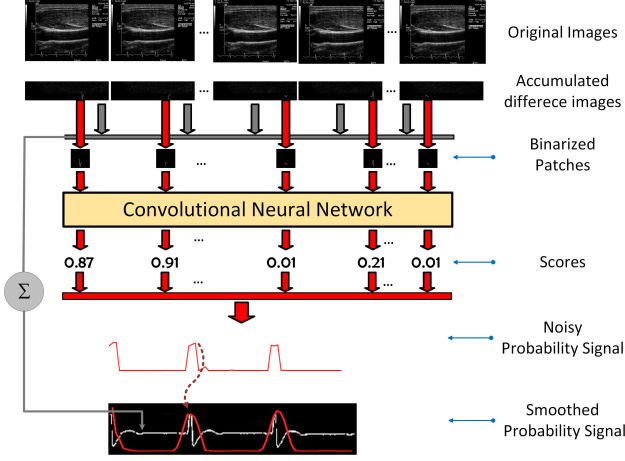 Original Images
...
...
Accumulated
differece images
...
...
Binarized
Patches
...
...
Convolutional Neural Network
...
...
0.87 0.91 0.01 0.21 0.01
Scores
...
...
Σ
Noisy
Probability Signal
Smoothed
Probability Signal